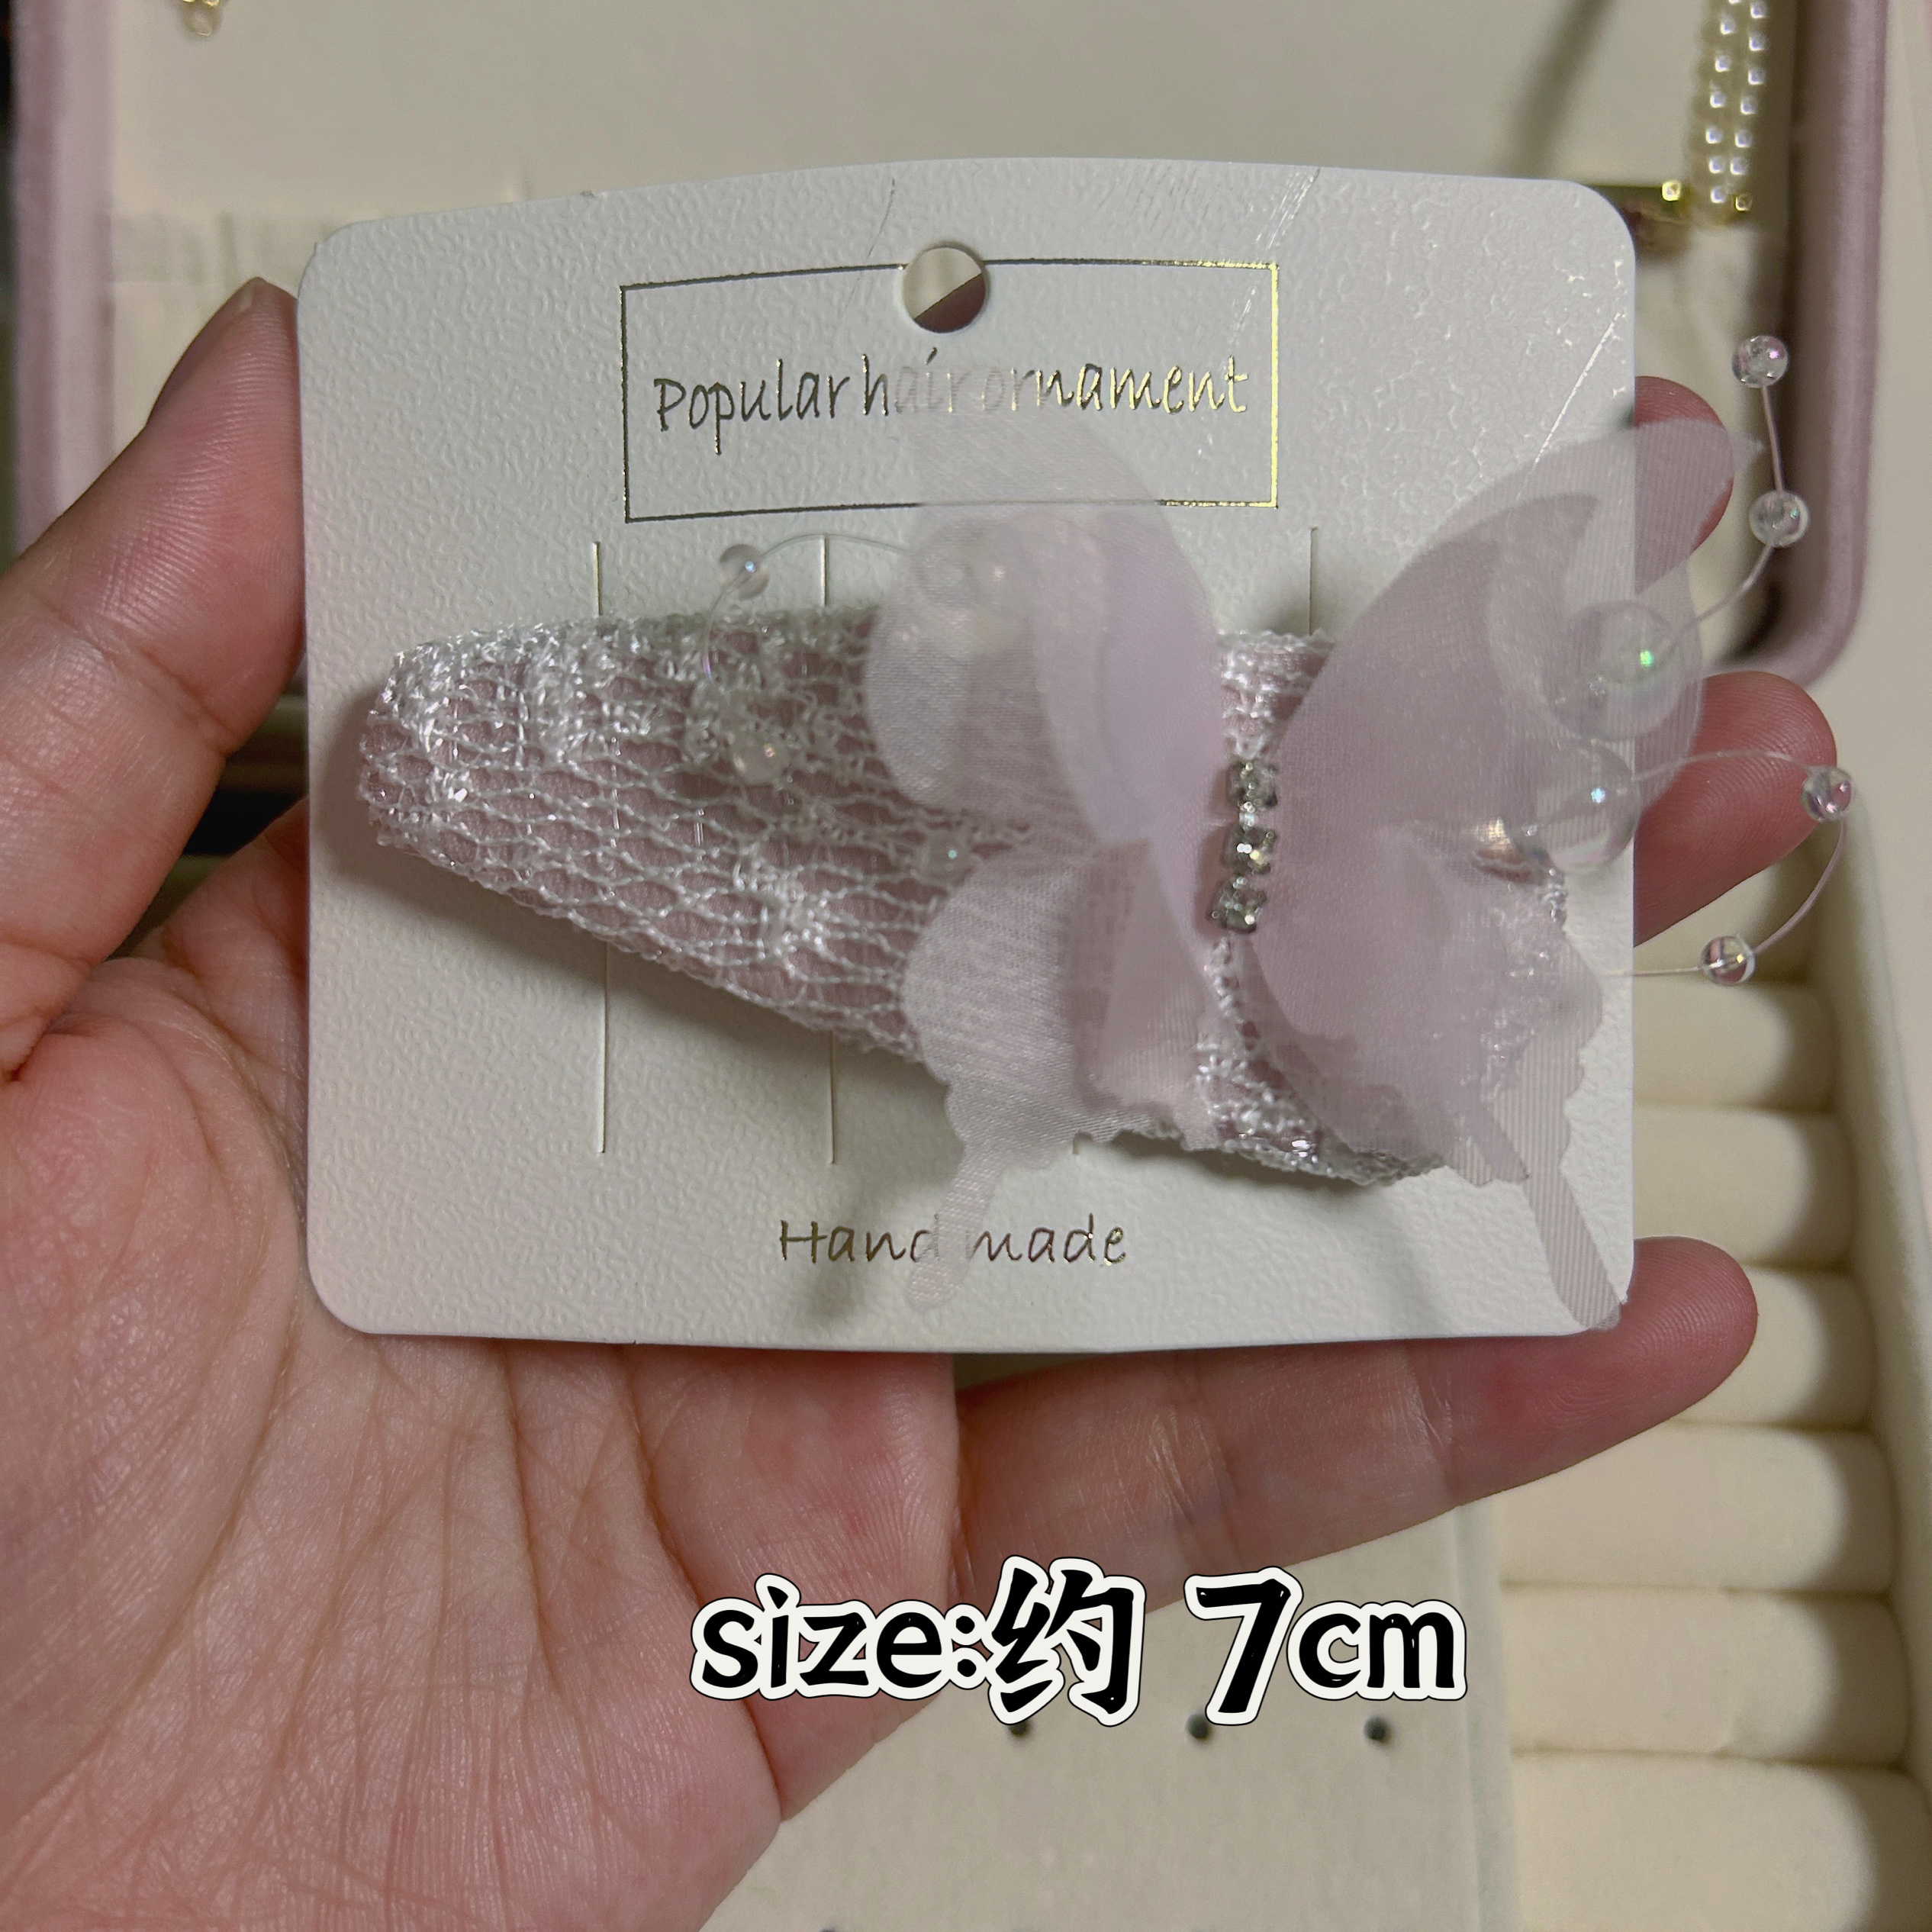 Popular hair ornament
Hand made
size:约 7cm